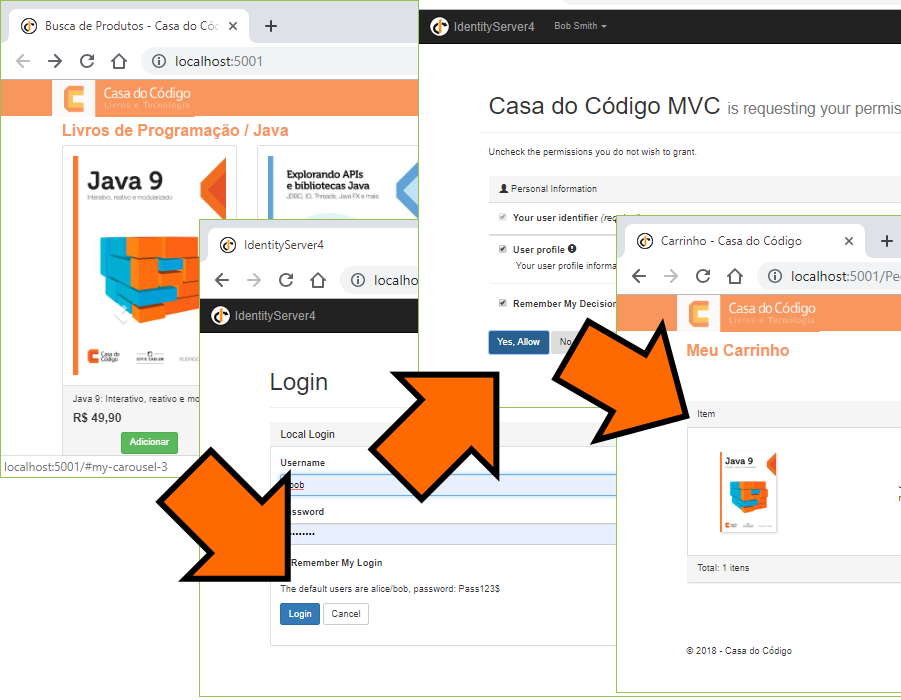 Busca de Produtos - Casa do Cód
localhost:5001
Casa do Código
Livros e Tecnologia
Livros de Programação / Java
Java 9
Interativo, reativo e modularizado
Casa do
Código
Explorando APIs
e bibliotecas Java
JDBC, IO, Threads, Java FX e mais
Java 9: Interativo, reativo e mo
R$ 49,90
Adicionar
localhost:5001/#my-carousel-3
IdentityServer4
localho
IdentityServer4
Login
Local Login
Username
bob
ssword
Remember My Login
The default users are alice/bob, password: Pass123$
Login
Cancel
IdentityServer4
Bob Smith
Casa do Código MVC is requesting your permis
Uncheck the permissions you do not wish to grant.
Personal Information
Your user identifier (re
User profile
Your user profile informa
Remember My Decision
Yes, Allow
No
Carrinho - Casa do Código
localhost:5001/Pe
Casa do Código
Livros e Tecnologia
Meu Carrinho
Item
Java 9
Total: 1 itens
© 2018 - Casa do Código